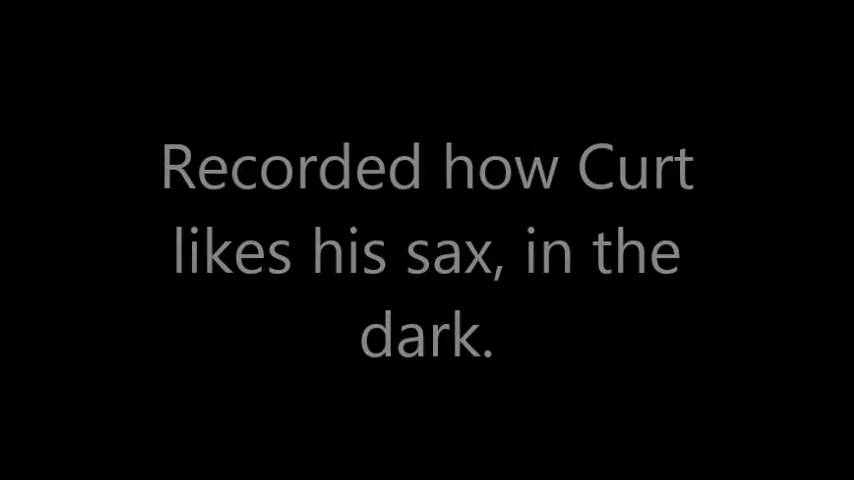 Recorded how Curt
likes his sax, in the
dark.